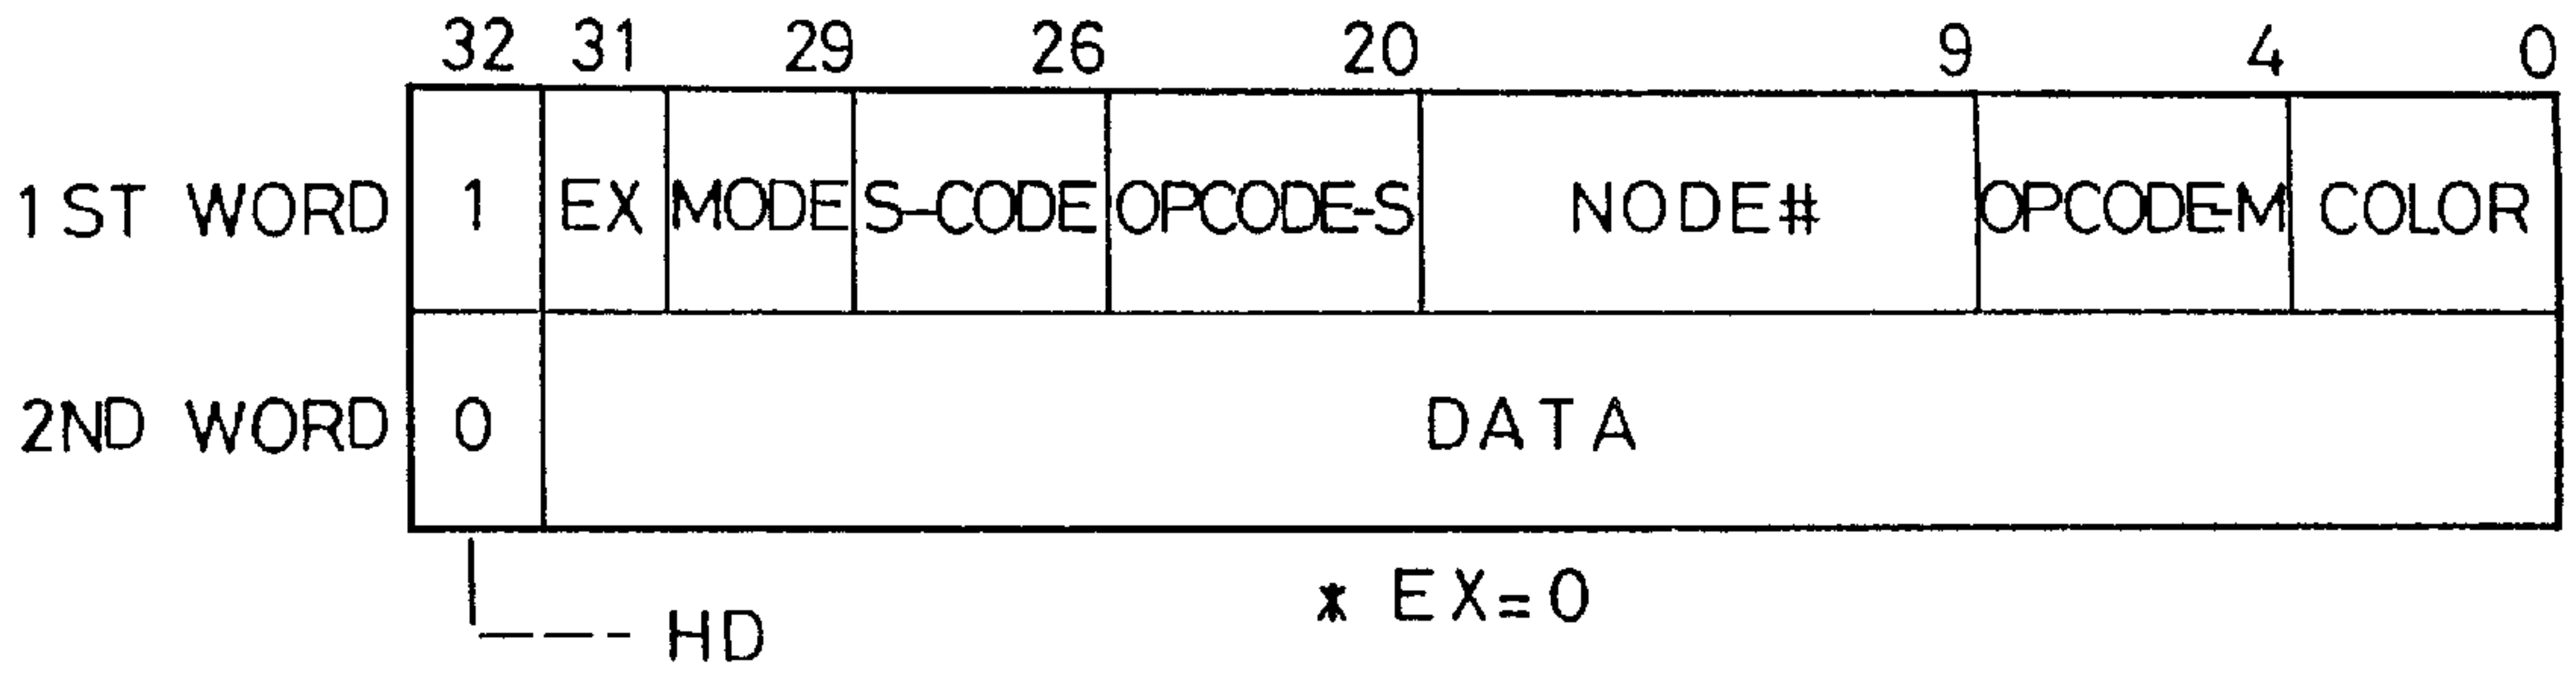 32 31 29 26 20 9 4 0
1ST WORD 1 EX MODE S-CODE OPCODE-S NODE# OPCODE-M COLOR
2ND WORD 0 DATA
* EX=0
HD